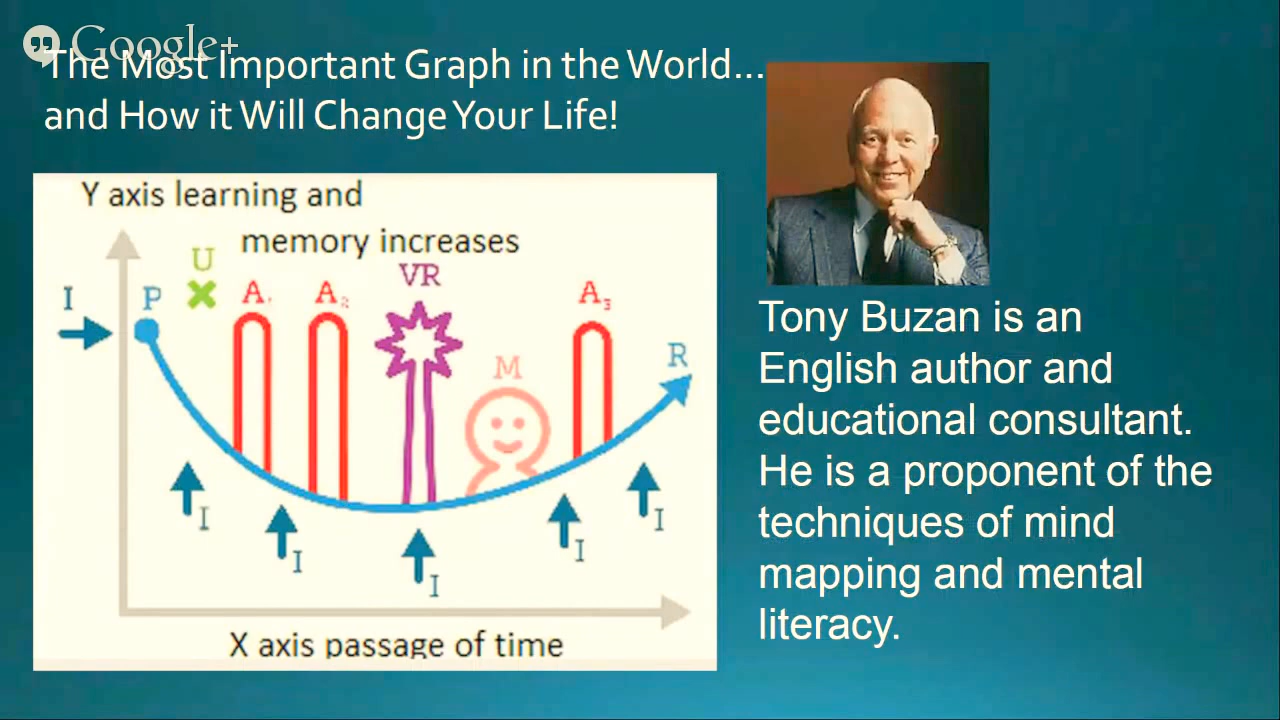 Google+
The Most Important Graph in the World...
and How it Will Change Your Life!
Y axis learning and
memory increases
U
VR
I
P
A1
A2
A3
M
R
I
I
I
I
I
X axis passage of time
Tony Buzan is an
English author and
educational consultant.
He is a proponent of the
techniques of mind
mapping and mental
literacy.